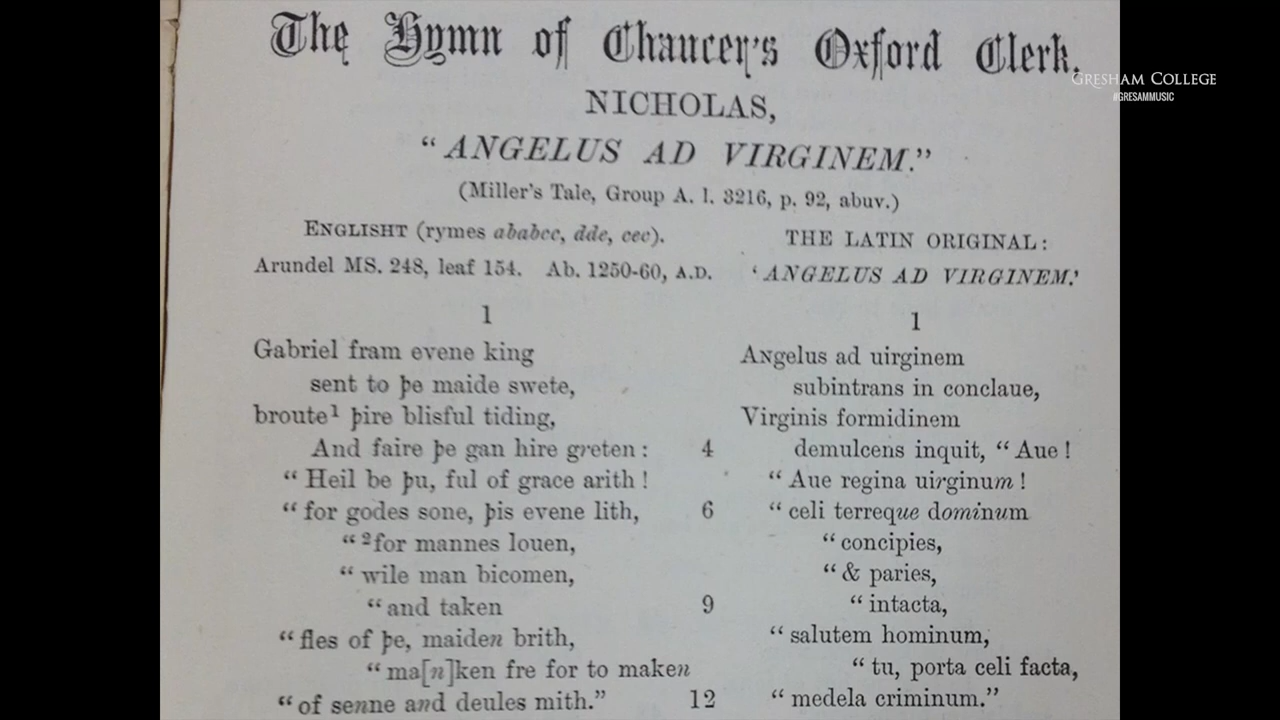 The Hymn of Chaucer's Oxford Clerk.
GRESHAM COLLEGE
#GRESAMMUSIC
NICHOLAS,
“ANGELUS AD VIRGINEM.”
(Miller's Tale, Group A. l. 3216, p. 92, abuv.)
ENGLISHT (rymes ababcc, dde, cec).
Arundel MS. 248, leaf 154. Ab. 1250-60, A.D.
1
Gabriel fram evene king
sent to þe maide swete,
broute¹ þire blisful tiding,
And faire þe gan hire greten : 4
“Heil be þu, ful of grace arith !
“for godes sone, þis evene lith, 6
“²for mannes louen,
“wile man bicomen,
“and taken 9
“fles of þe, maiden brith,
“ma[n]ken fre for to maken
“of senne and deules mith.” 12
THE LATIN ORIGINAL :
‘ANGELUS AD VIRGINEM.’
1
Angelus ad uirginem
subintrans in conclaue,
Virginis formidinem
demulcens inquit, “Aue !
“Aue regina uirginum !
“celi terreque dominum
“concipies,
“& paries,
“intacta,
“salutem hominum,
“tu, porta celi facta,
“medela criminum.”